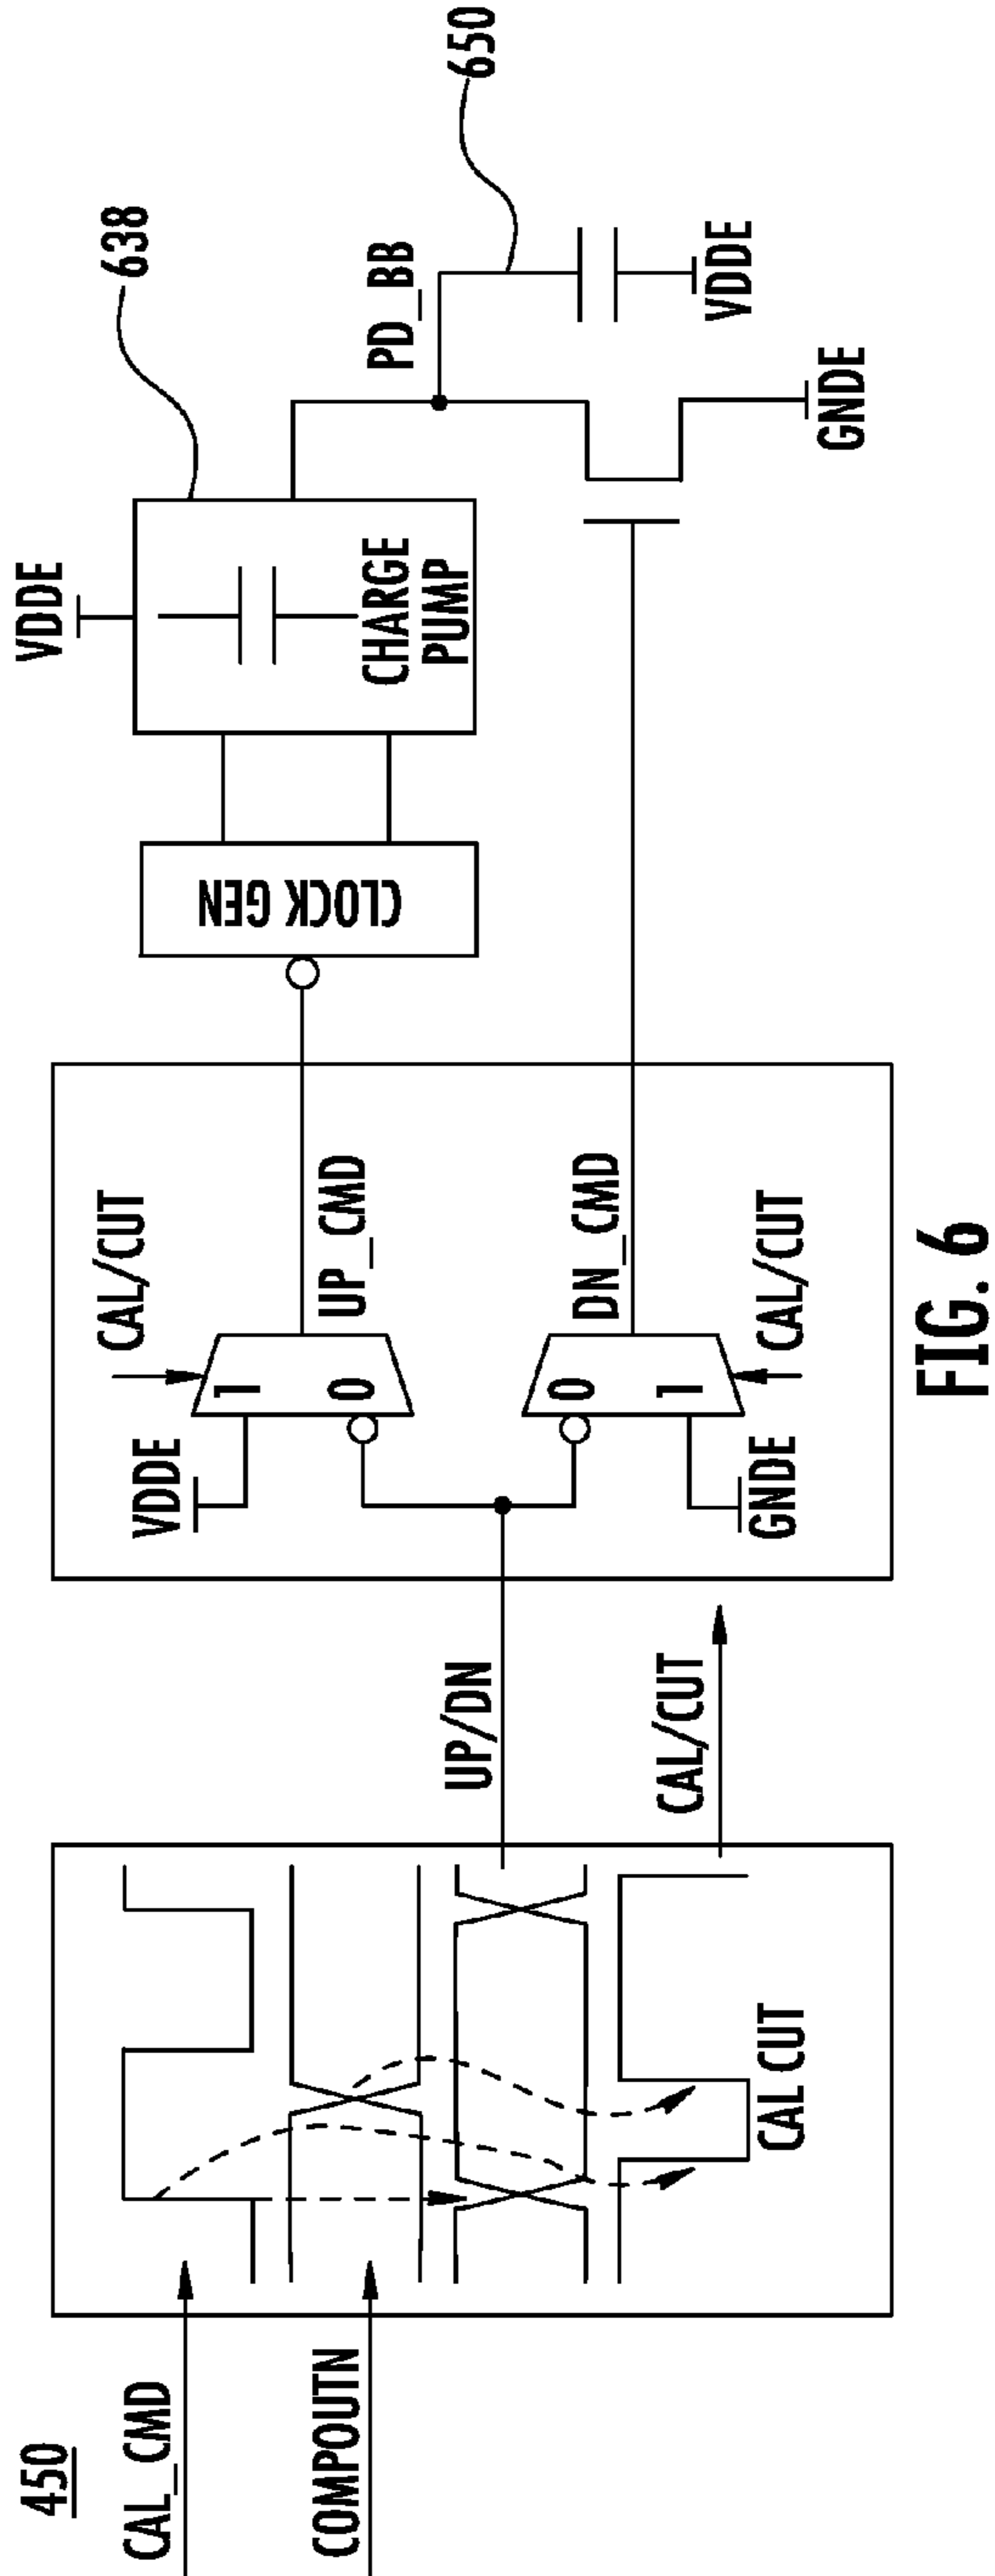 450
CAL_CMD
COMPOUTN
CAL CUT
UP/DN
CAL/CUT
VDDE
CAL/CUT
1
0
UP_CMD
0
1
DN_CMD
GNDE
CAL/CUT
CLOCK GEN
VDDE
CHARGE
PUMP
638
PD_BB
650
VDDE
GNDE
FIG. 6